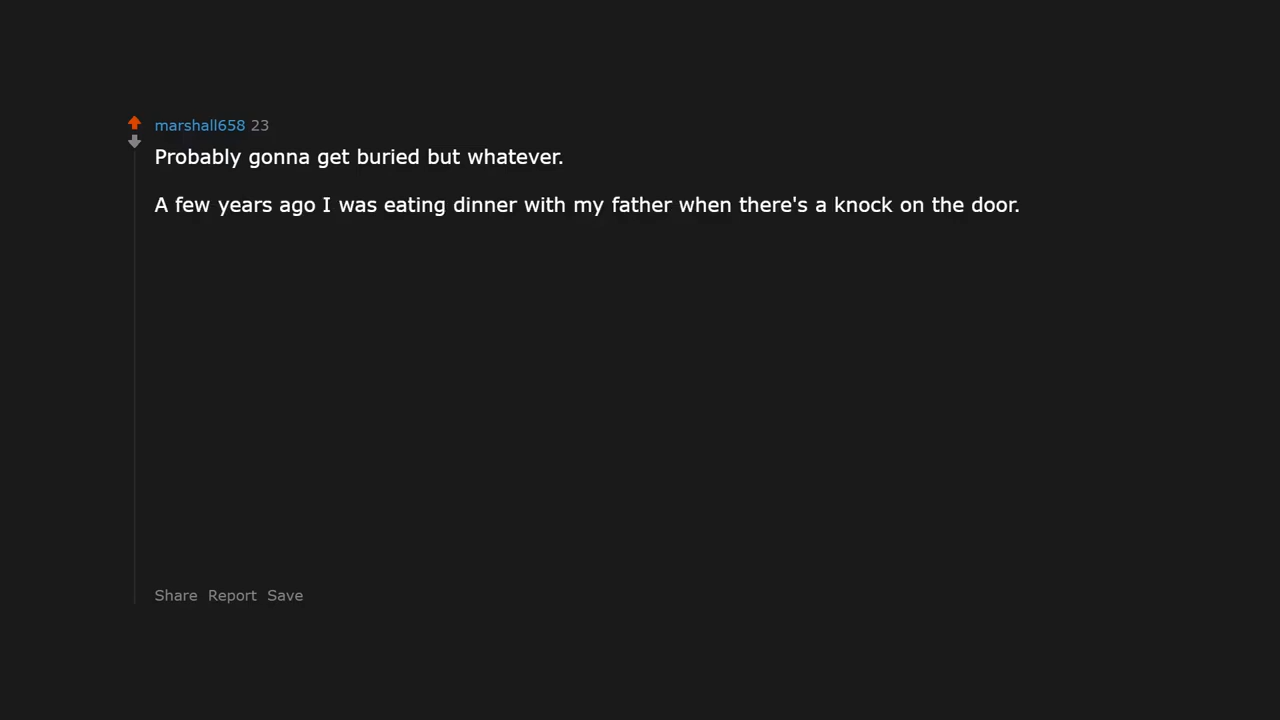 marshall658 23
Probably gonna get buried but whatever.
A few years ago I was eating dinner with my father when there's a knock on the door.
Share Report Save